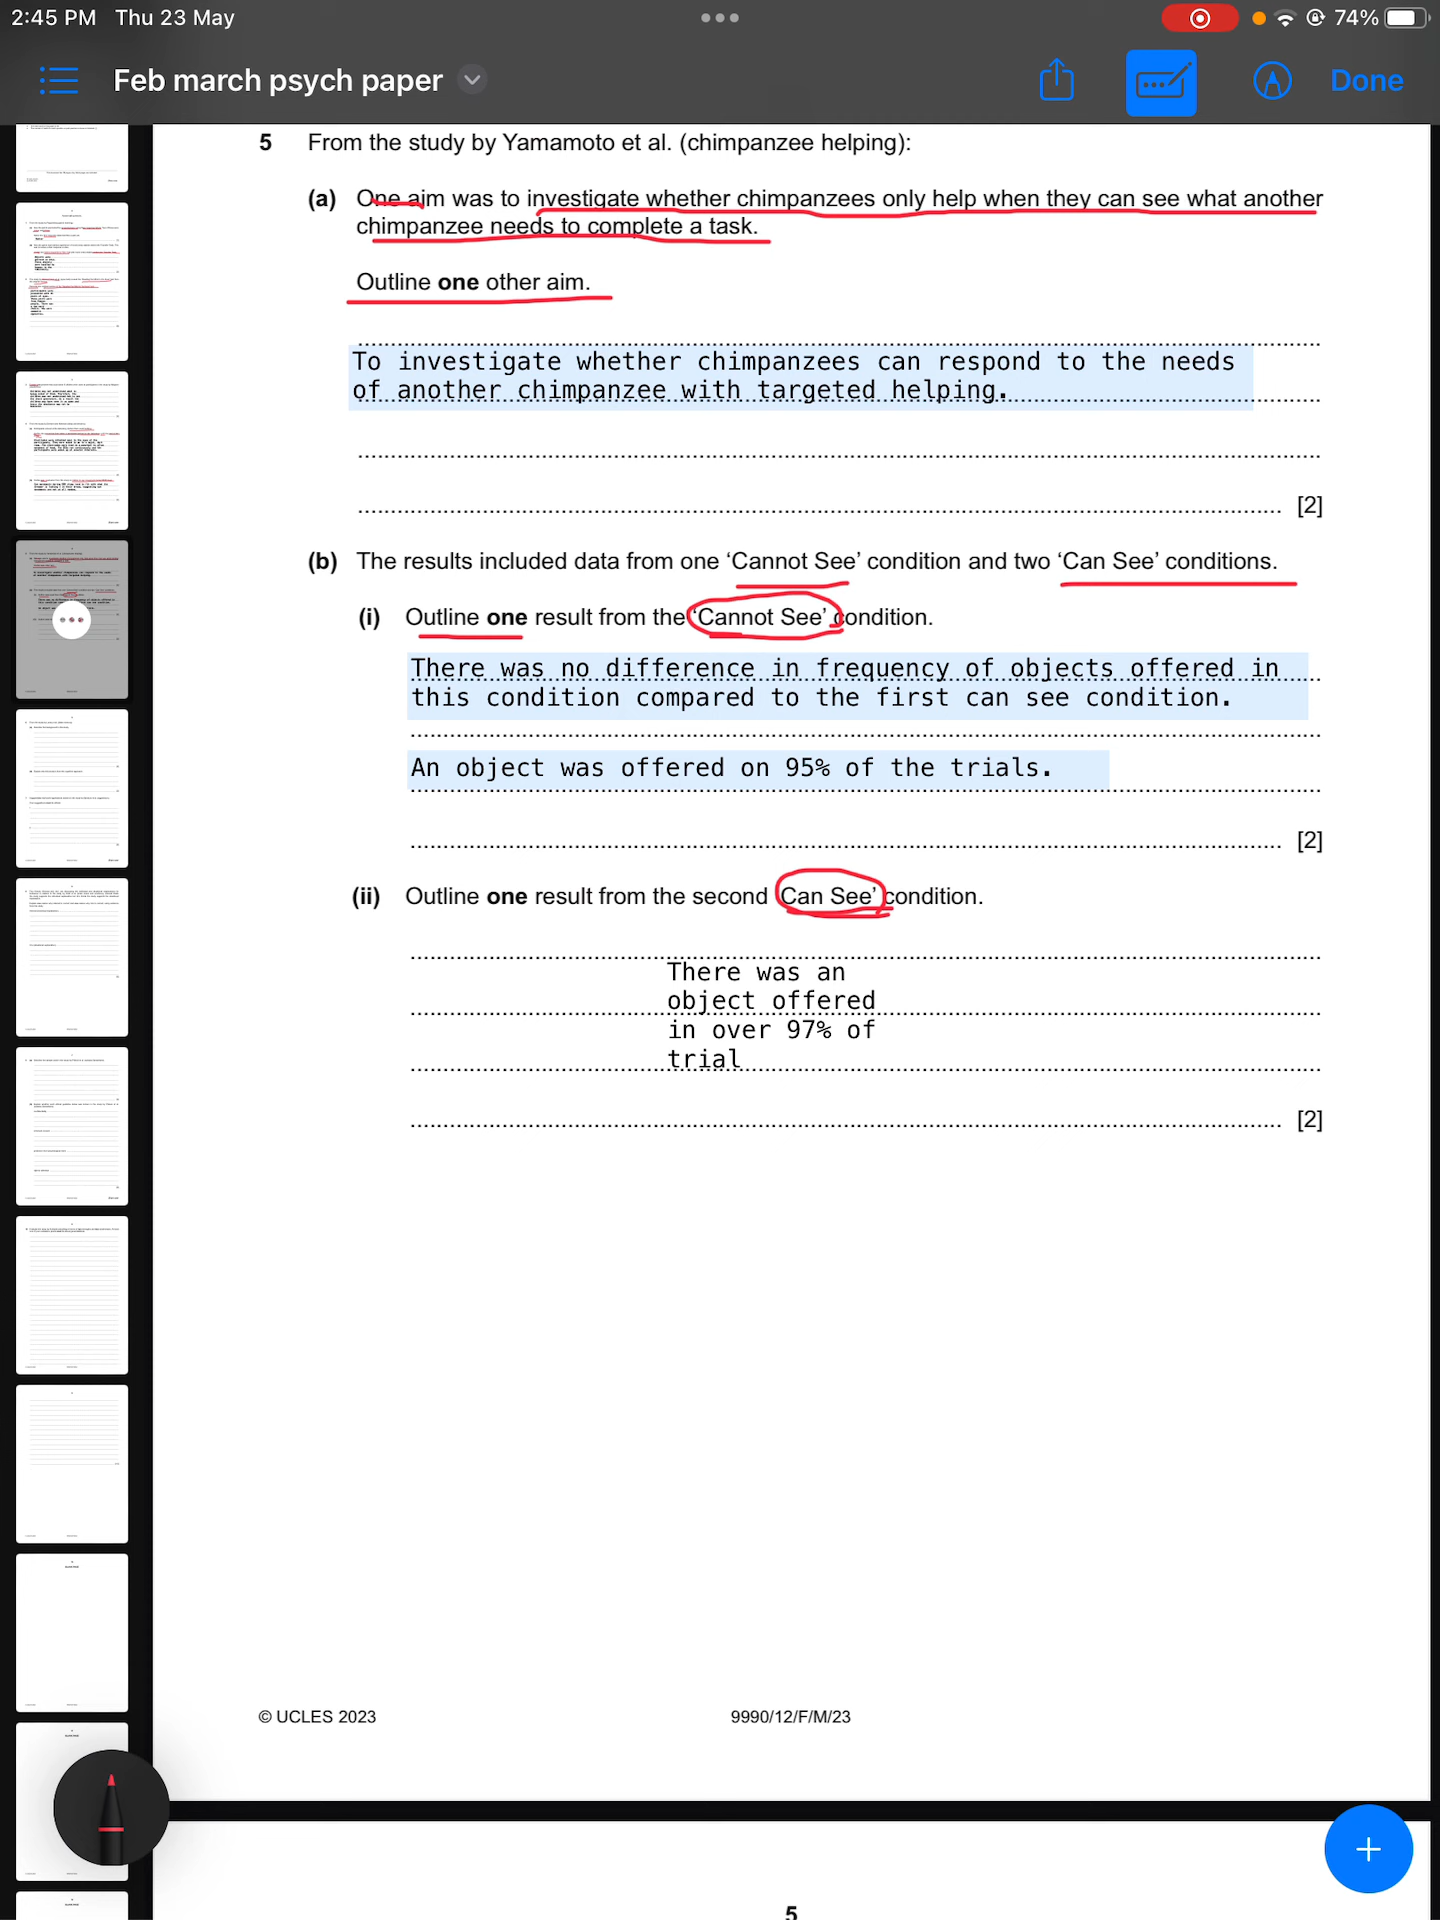 2:45 PM Thu 23 May
74%
Feb march psych paper
Done
5 From the study by Yamamoto et al. (chimpanzee helping):
(a) One aim was to investigate whether chimpanzees only help when they can see what another
chimpanzee needs to complete a task.
Outline one other aim.
To investigate whether chimpanzees can respond to the needs
of another chimpanzee with targeted helping.
[2]
(b) The results included data from one ‘Cannot See’ condition and two ‘Can See’ conditions.
(i) Outline one result from the ‘Cannot See’ condition.
There was no difference in frequency of objects offered in
this condition compared to the first can see condition.
An object was offered on 95% of the trials.
[2]
(ii) Outline one result from the second ‘Can See’ condition.
There was an
object offered
in over 97% of
trial
[2]
© UCLES 2023
9990/12/F/M/23
5